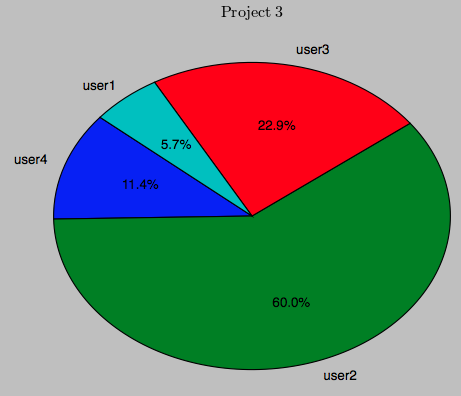 Project 3
user3
user1
22.9%
5.7%
user4
11.4%
60.0%
user2